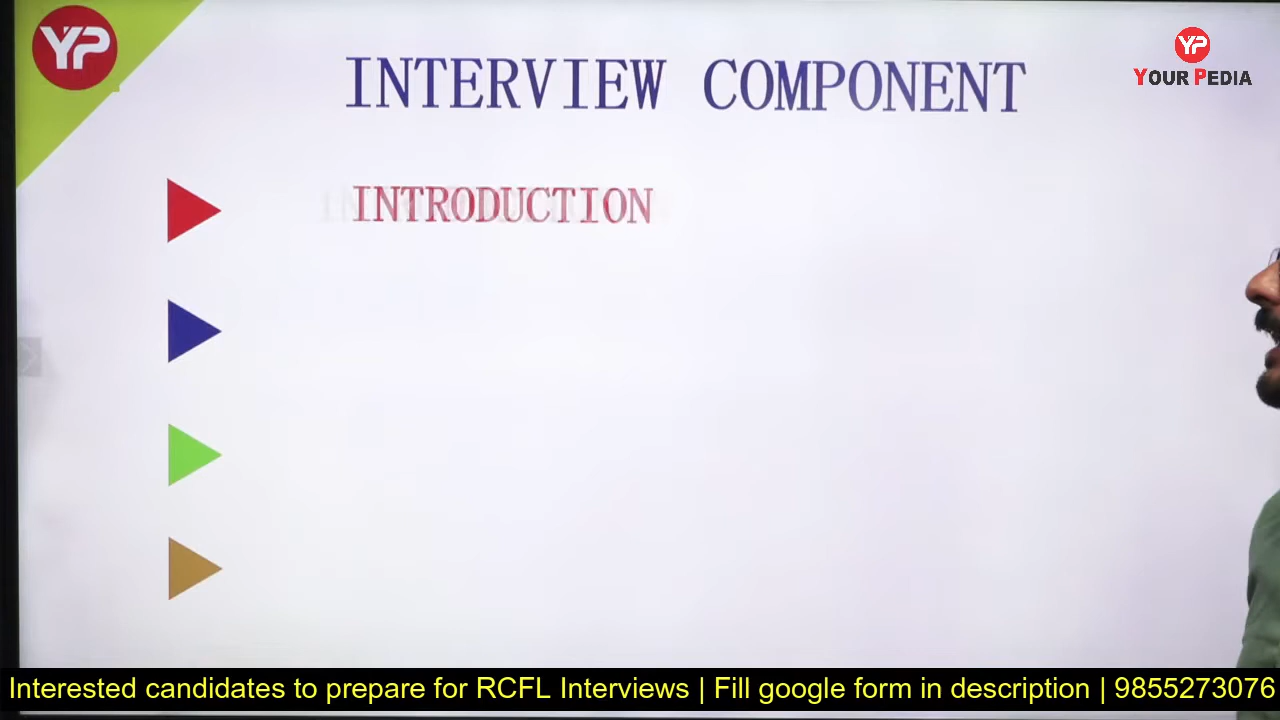 YP
INTERVIEW COMPONENT
YP
YOUR PEDIA
INTRODUCTION
Interested candidates to prepare for RCFL Interviews | Fill google form in description | 9855273076